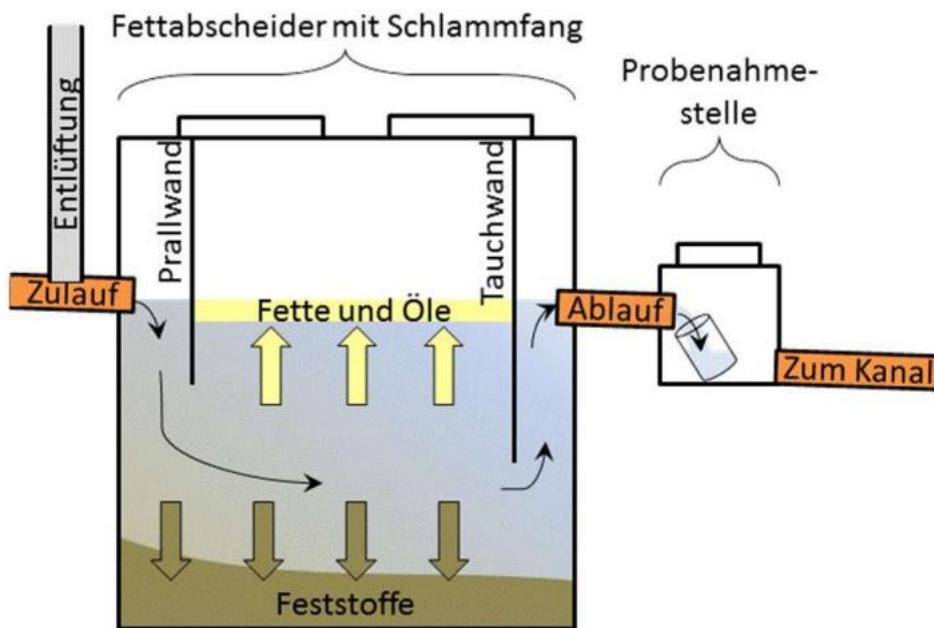 Fettabscheider mit Schlammfang
Probenahme-
stelle
Entlüftung
Prallwand
Tauchwand
Zulauf
Fette und Öle
Ablauf
Zum Kanal
Feststoffe